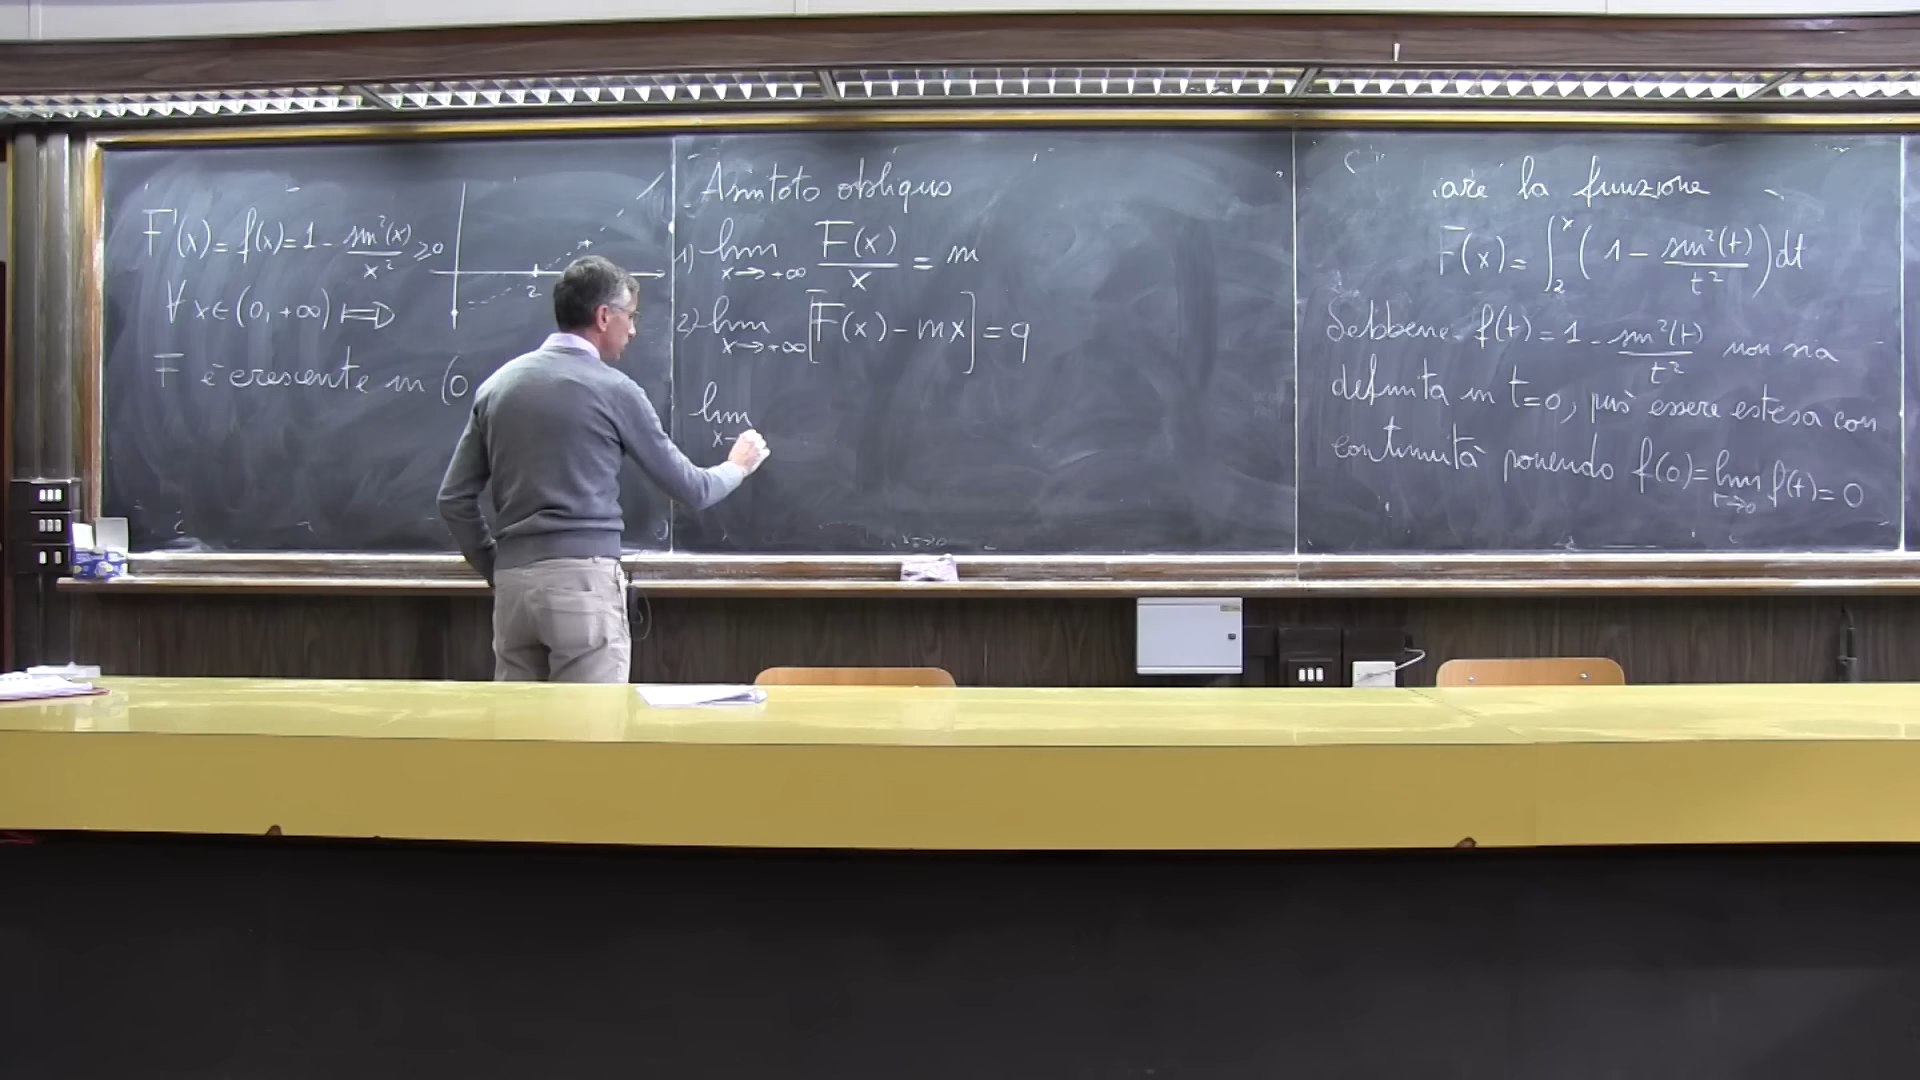 F'(x) = f(x) = 1 - sin²(x)/x² ≥ 0
∀ x ∈ (0, +∞) ⟹
F è crescente in (0
2
Asintoto obliquo
1) lim x→+∞ F(x)/x = m
2) lim x→+∞ [F(x) - mx] = q
lim x→
are la funzione
F(x) = ∫₂ˣ (1 - sin²(t)/t²) dt
Sebbene f(t) = 1 - sin²(t)/t² non sia
definita in t=0, può essere estesa con
continuità ponendo f(0) = lim t→0 f(t) = 0